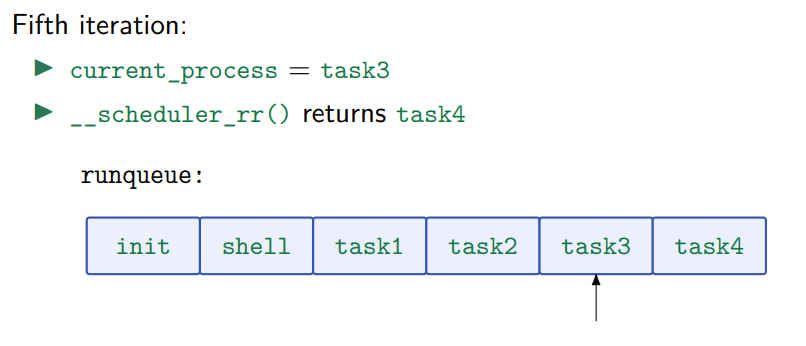 Fifth iteration:
▶ current_process = task3
▶ __scheduler_rr() returns task4
runqueue:
init shell task1 task2 task3 task4